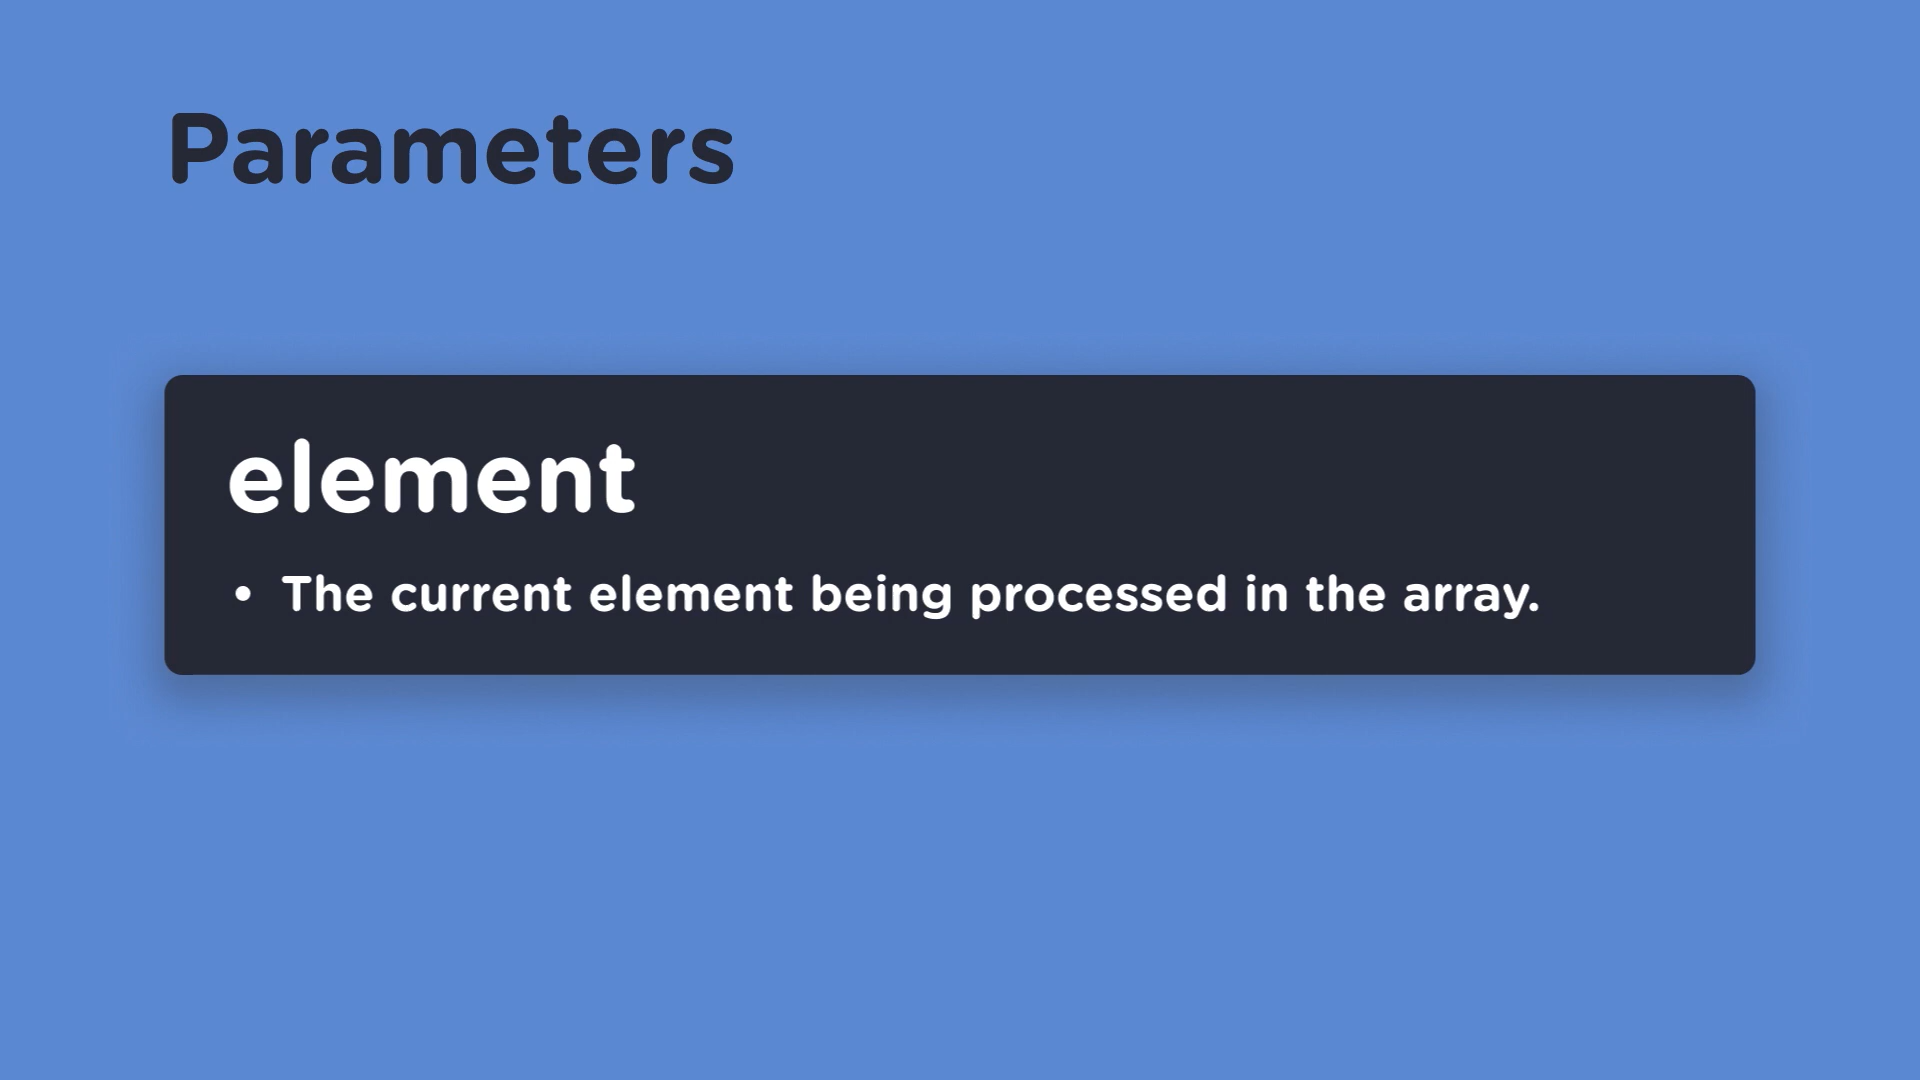 Parameters
element
• The current element being processed in the array.